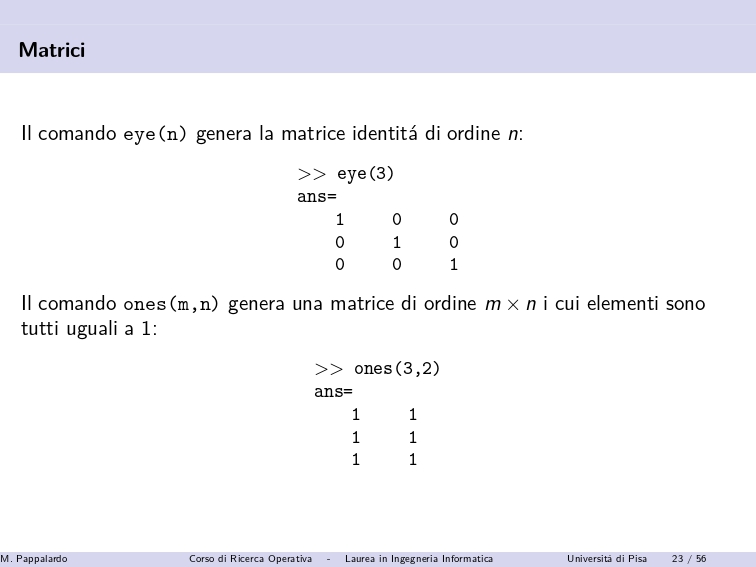 Matrici
Il comando eye(n) genera la matrice identitá di ordine n:
>> eye(3)
ans=
1 0 0
0 1 0
0 0 1
Il comando ones(m,n) genera una matrice di ordine m × n i cui elementi sono
tutti uguali a 1:
>> ones(3,2)
ans=
1 1
1 1
1 1
M. Pappalardo Corso di Ricerca Operativa - Laurea in Ingegneria Informatica Universitá di Pisa 23 / 56